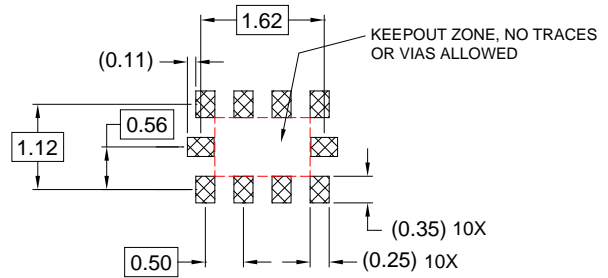 1.62
KEEPOUT ZONE, NO TRACES
OR VIAS ALLOWED
(0.11)
0.56
1.12
(0.35) 10X
0.50
(0.25) 10X